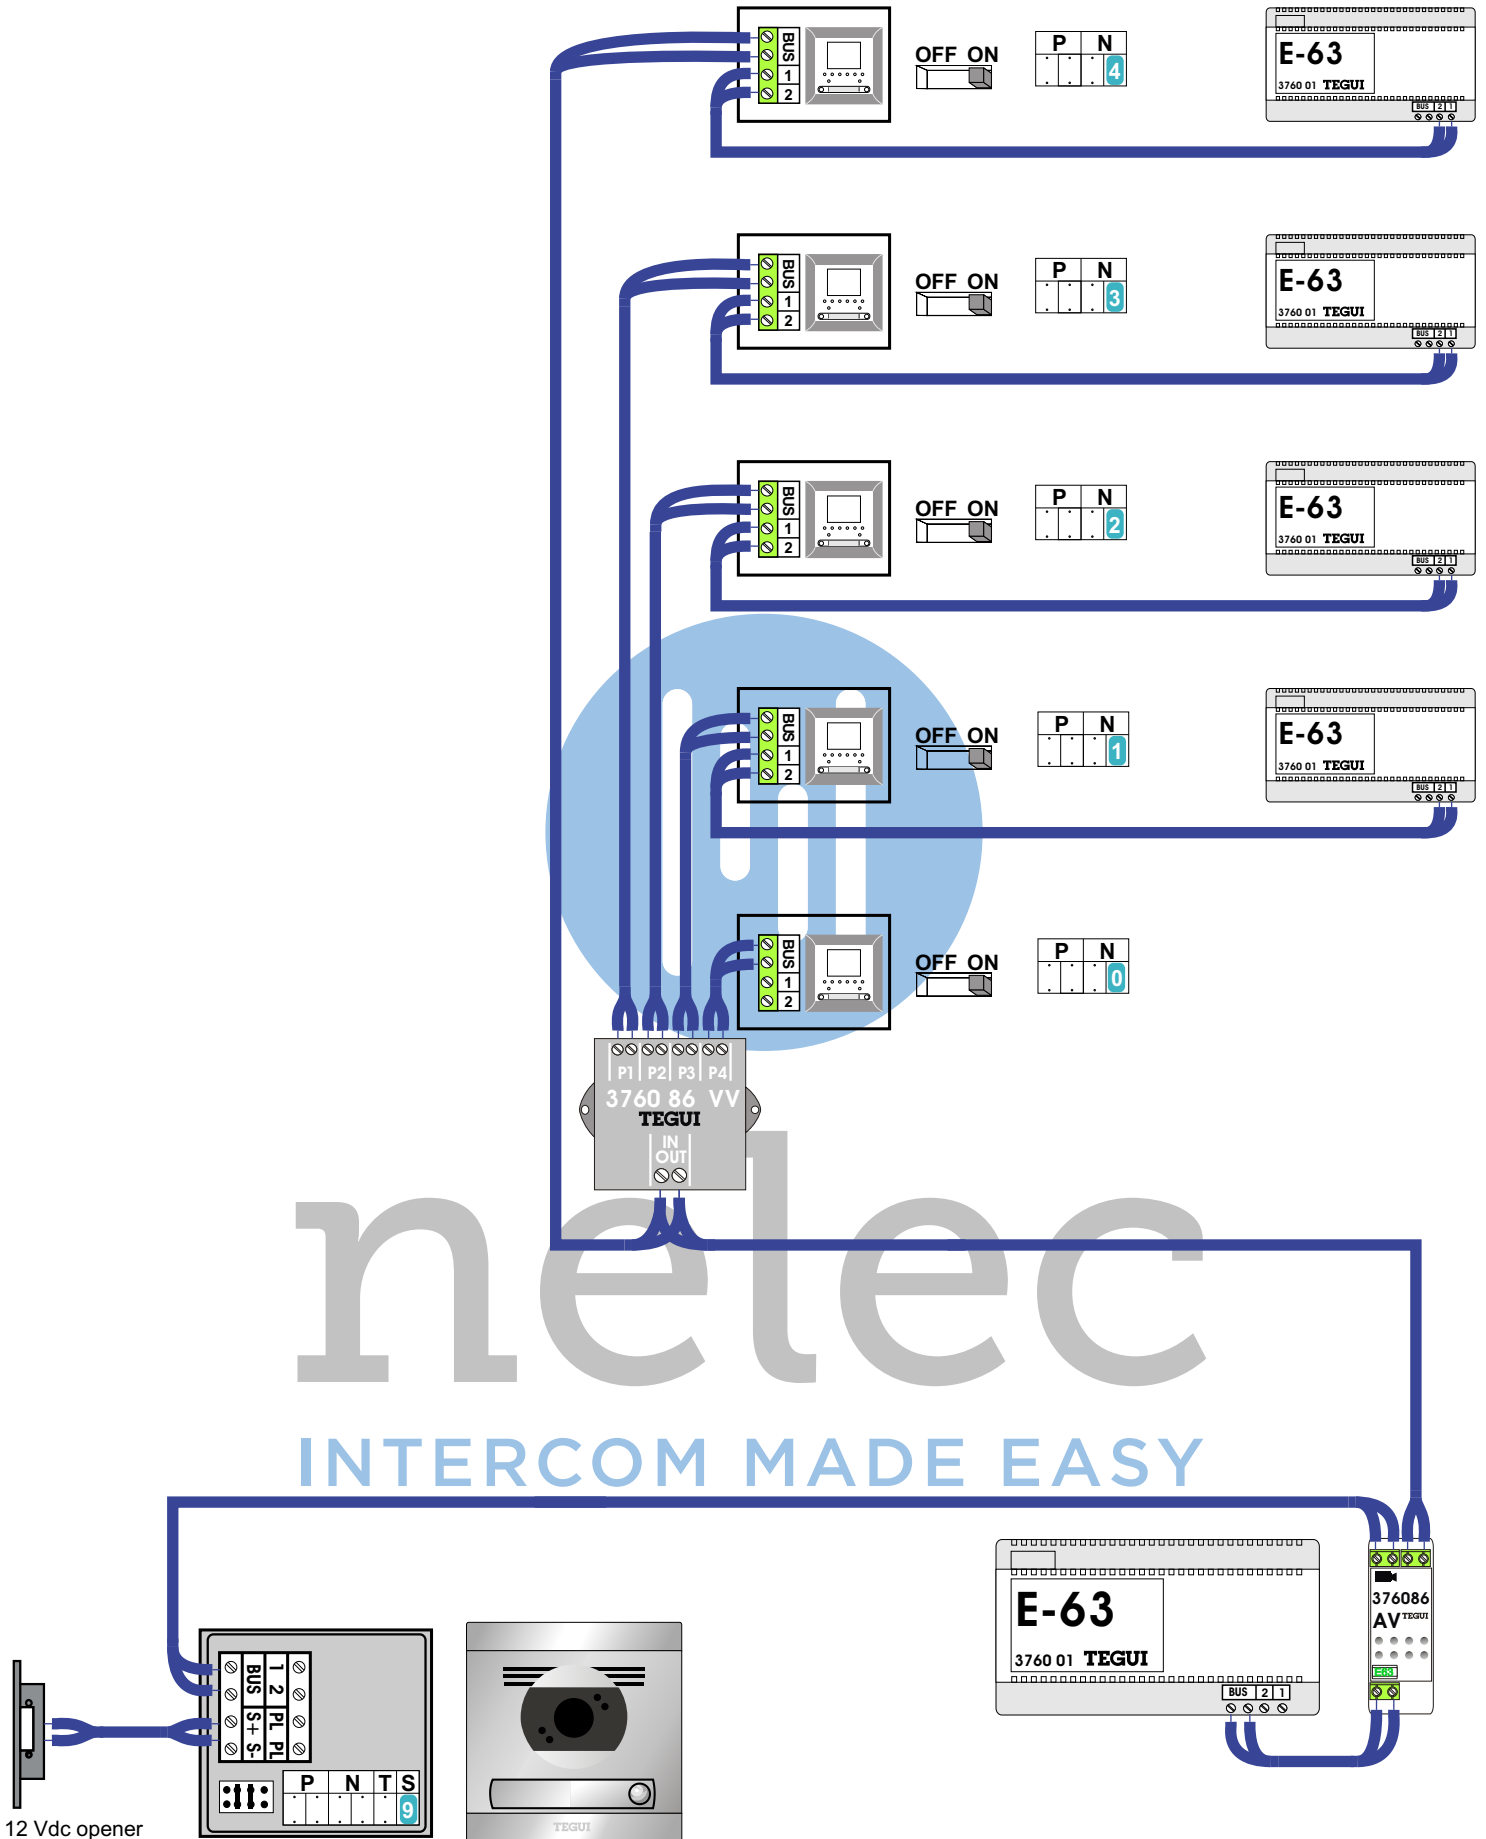 BUS
1
2
OFF ON
P N
4
E-63
3760 01 TEGUI
BUS 2 1
BUS
1
2
OFF ON
P N
3
E-63
3760 01 TEGUI
BUS 2 1
BUS
1
2
OFF ON
P N
2
E-63
3760 01 TEGUI
BUS 2 1
BUS
1
2
OFF ON
P N
1
E-63
3760 01 TEGUI
BUS 2 1
BUS
1
2
OFF ON
P N
0
P1 P2 P3 P4
3760 86 VV
TEGUI
IN
OUT
nelec
INTERCOM MADE EASY
E-63
3760 01 TEGUI
BUS 2 1
376086
AV TEGUI
E63
BUS 1 2
S+ S- PL PL
P N T S
9
TEGUI
12 Vdc opener